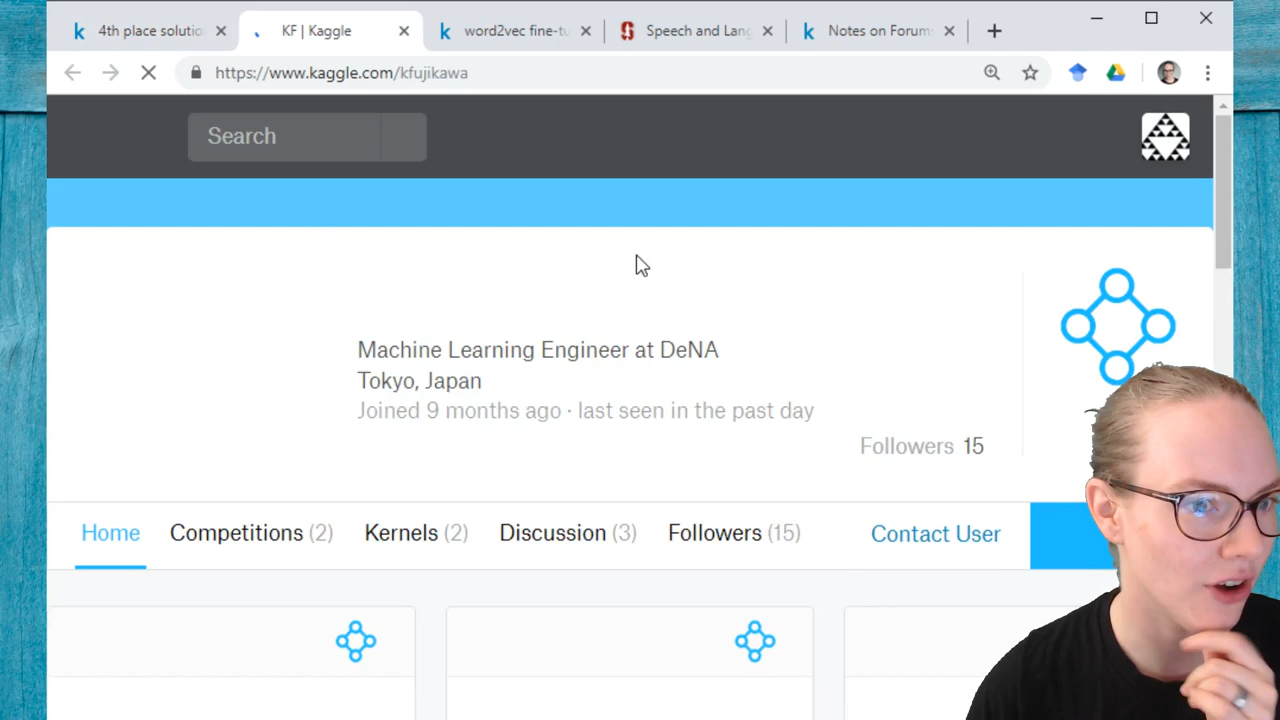 4th place solutio
KF | Kaggle
word2vec fine-tu
Speech and Lang
Notes on Forum
https://www.kaggle.com/kfujikawa
Search
Machine Learning Engineer at DeNA
Tokyo, Japan
Joined 9 months ago · last seen in the past day
Followers 15
Home
Competitions (2)
Kernels (2)
Discussion (3)
Followers (15)
Contact User